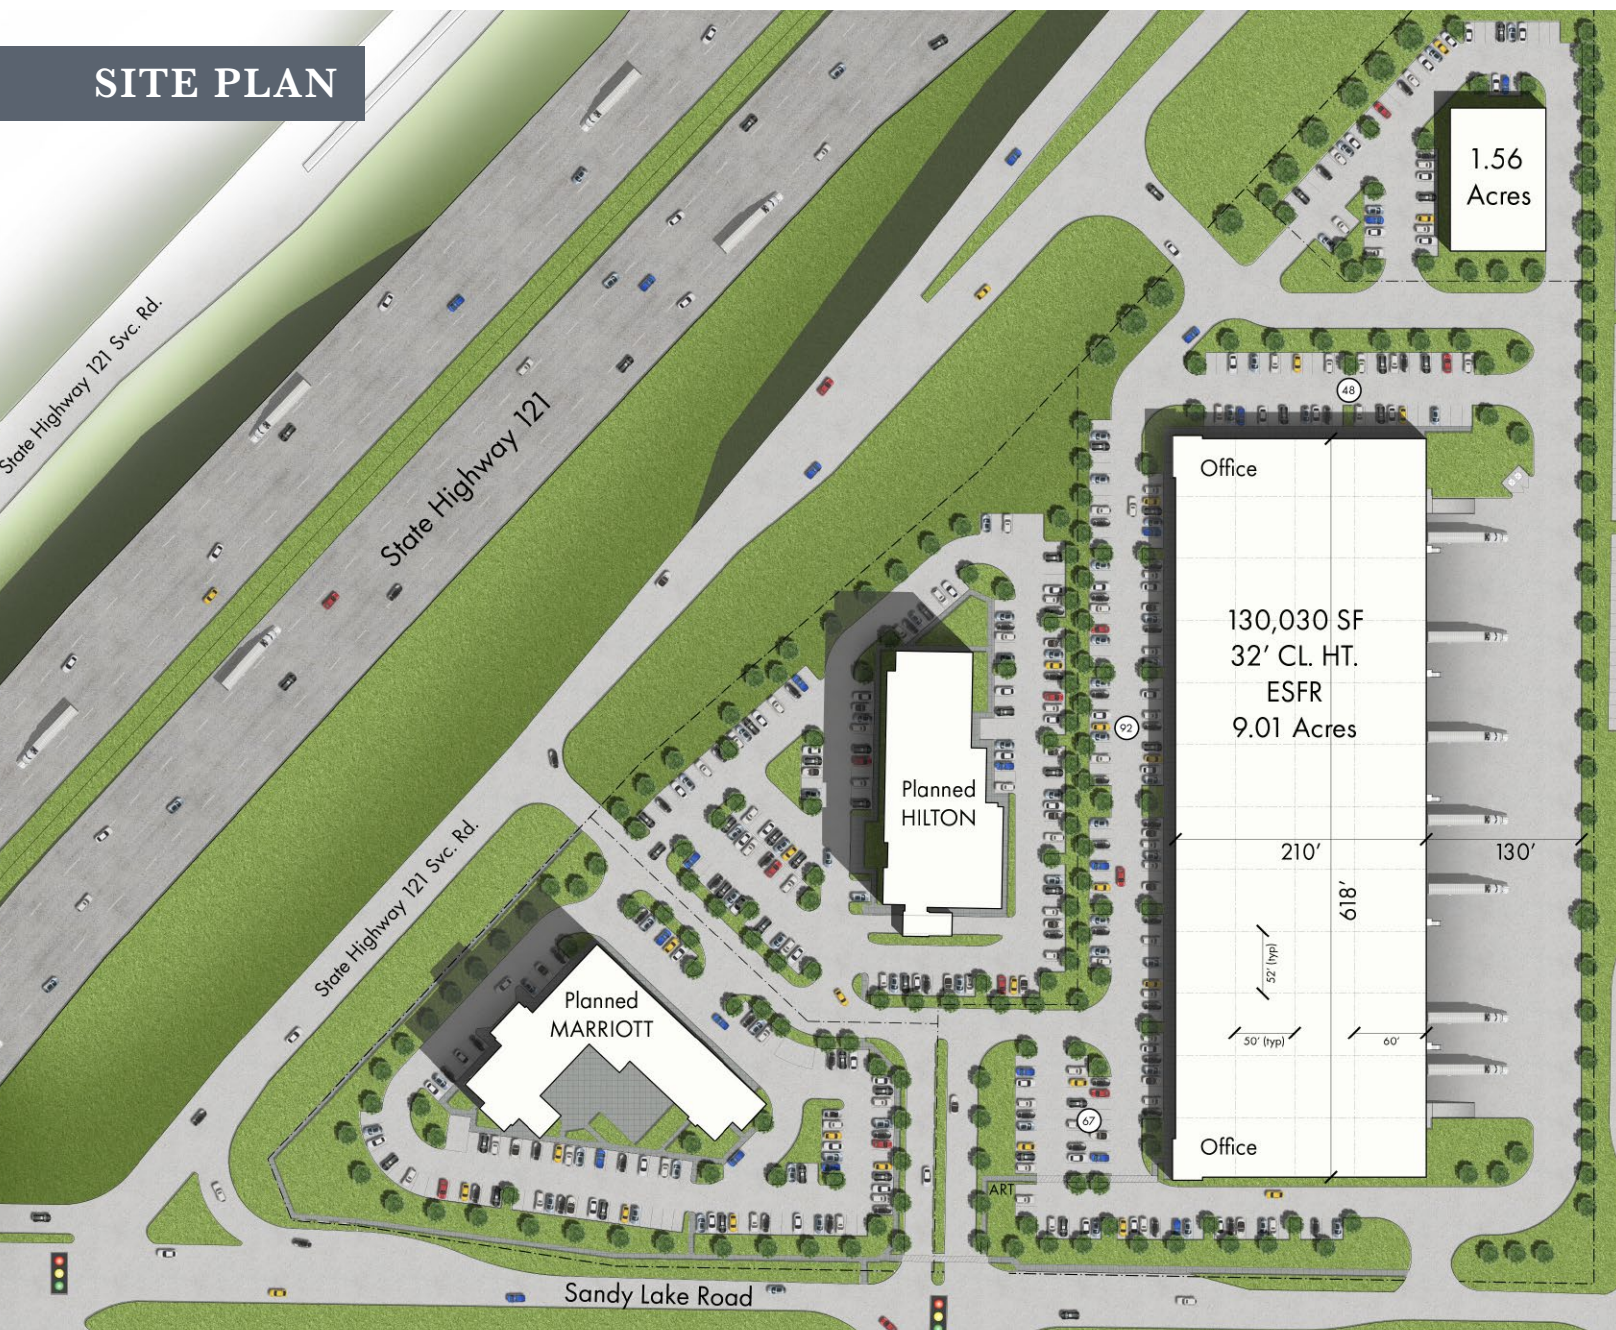 SITE PLAN
1.56
Acres
State Highway 121 Svc. Rd.
State Highway 121
48
Office
130,030 SF
32' CL. HT.
ESFR
9.01 Acres
92
Planned
HILTON
210'
130'
618'
State Highway 121 Svc. Rd.
52' (typ)
Planned
MARRIOTT
50' (typ)
60'
67
Office
ART
Sandy Lake Road